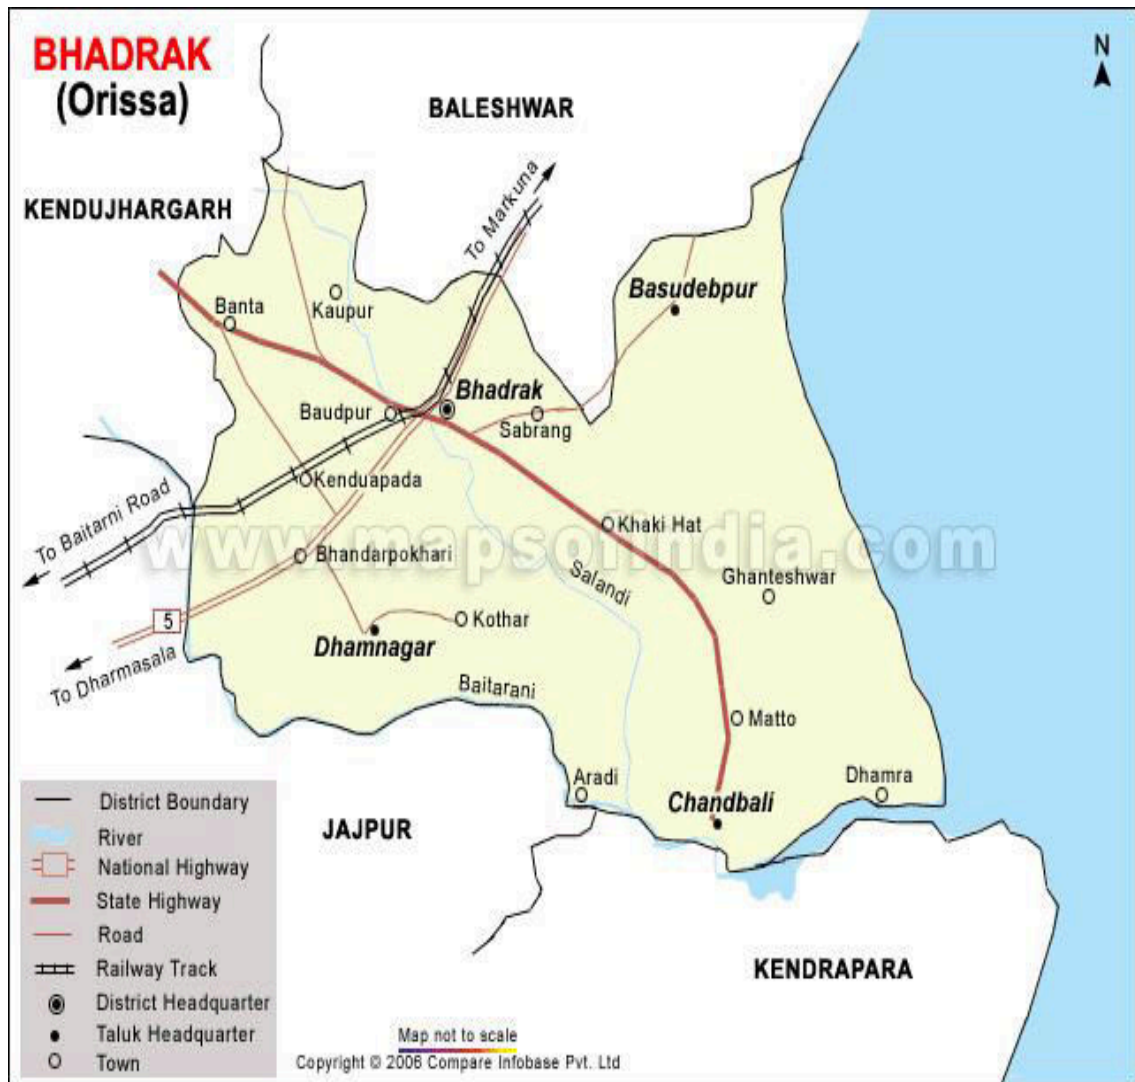 BHADRAK
(Orissa)
N
BALESHWAR
KENDUJHARGARH
To Markuna
Basudebpur
Banta
Kaupur
Bhadrak
Baudpur
Sabrang
Kenduapada
To Baitarni Road
www.mapsofindia.com
Khaki Hat
Bhandarpokhari
Salandi
Ghanteshwar
5
Kothar
Dhamnagar
To Dharmasala
Baitarani
Matto
Aradi
Dhamra
Chandbali
JAJPUR
KENDRAPARA
District Boundary
River
National Highway
State Highway
Road
Railway Track
District Headquarter
Taluk Headquarter
Town
Map not to scale
Copyright © 2006 Compare Infobase Pvt. Ltd